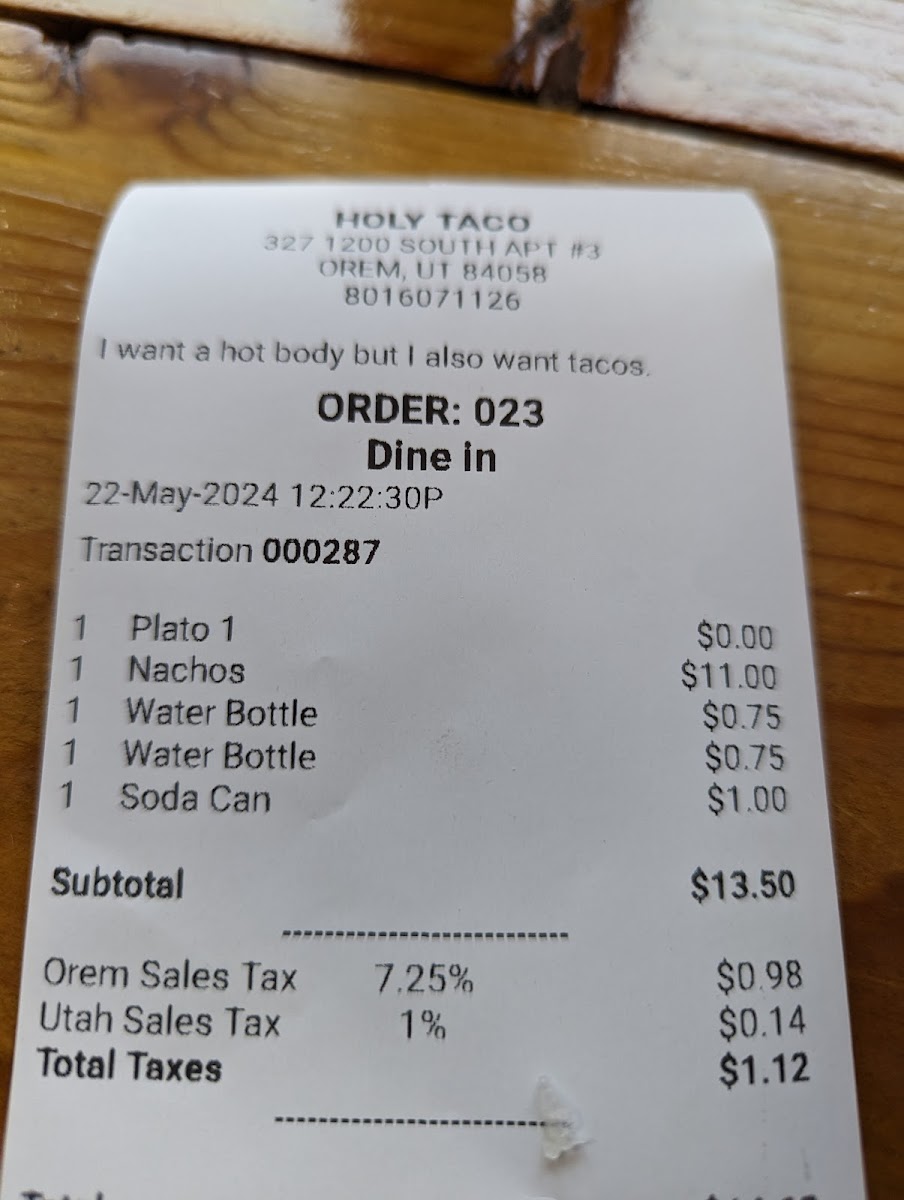 HOLY TACO
327 1200 SOUTH APT #3
OREM, UT 84058
8016071126
I want a hot body but I also want tacos.
ORDER: 023
Dine in
22-May-2024 12:22:30P
Transaction 000287
1 Plato 1 $0.00
1 Nachos $11.00
1 Water Bottle $0.75
1 Water Bottle $0.75
1 Soda Can $1.00
Subtotal $13.50
Orem Sales Tax 7.25% $0.98
Utah Sales Tax 1% $0.14
Total Taxes $1.12